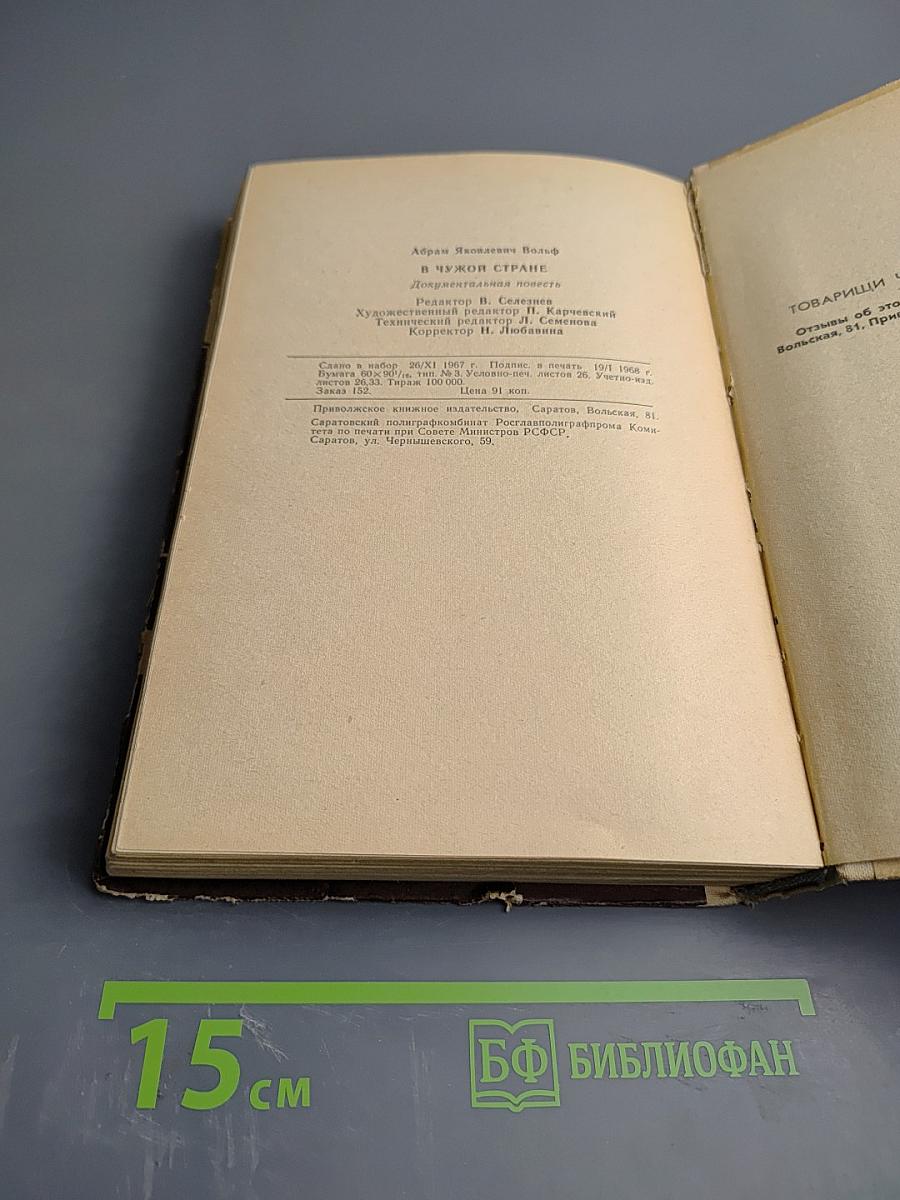 Абрам Яковлевич Вольф
В ЧУЖОЙ СТРАНЕ
Документальная повесть
Редактор В. Селезнев
Художественный редактор П. Карчевский
Технический редактор Л. Семенова
Корректор Н. Любавина
Сдано в набор 26/XI 1967 г. Подпис. в печать 19/I 1968 г.
Бумага 60×90¹/₁₆, тип. № 3. Условно-печ. листов 26. Учетно-изд.
листов 26,33. Тираж 100 000.
Заказ 152. Цена 91 коп.
Приволжское книжное издательство, Саратов, Вольская, 81.
Саратовский полиграфкомбинат Росглавполиграфпрома Коми-
тета по печати при Совете Министров РСФСР.
Саратов, ул. Чернышевского, 59.
ТОВАРИЩИ Ч
Отзывы об это
Вольская, 81, При
15 см
БФ БИБЛИОФАН